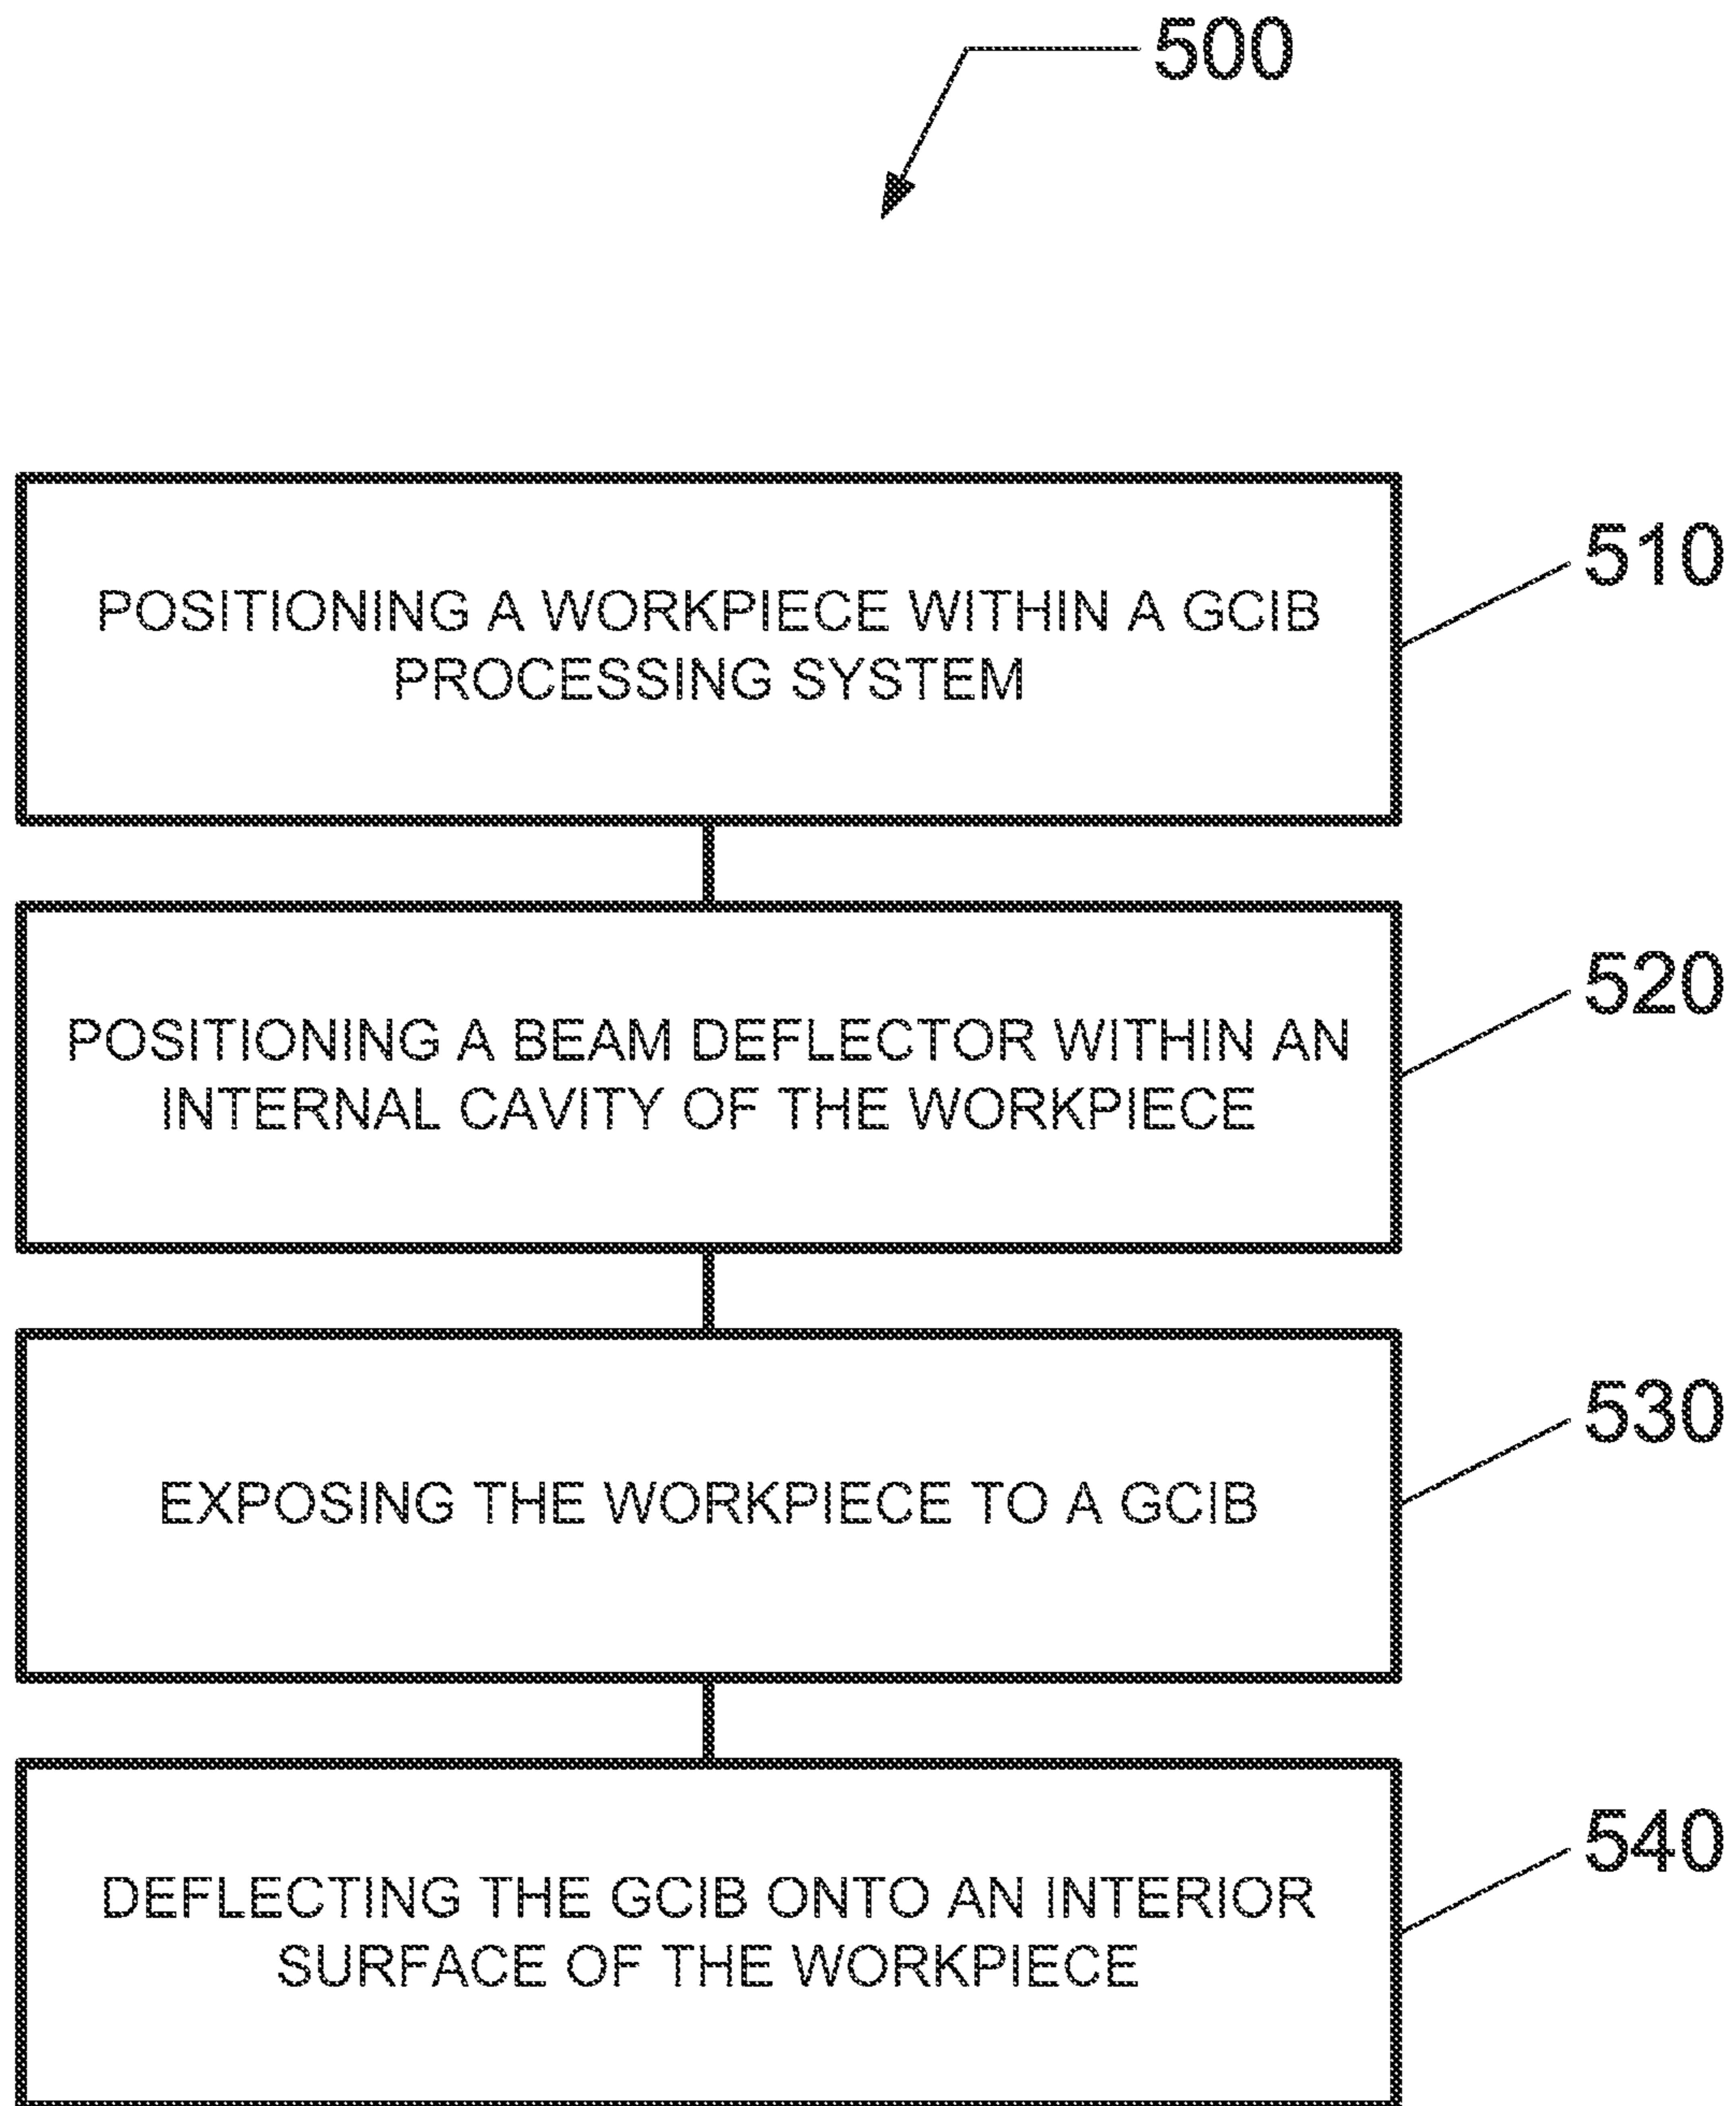 500
POSITIONING A WORKPIECE WITHIN A GCIB
PROCESSING SYSTEM
510
POSITIONING A BEAM DEFLECTOR WITHIN AN
INTERNAL CAVITY OF THE WORKPIECE
520
EXPOSING THE WORKPIECE TO A GCIB
530
DEFLECTING THE GCIB ONTO AN INTERIOR
SURFACE OF THE WORKPIECE
540